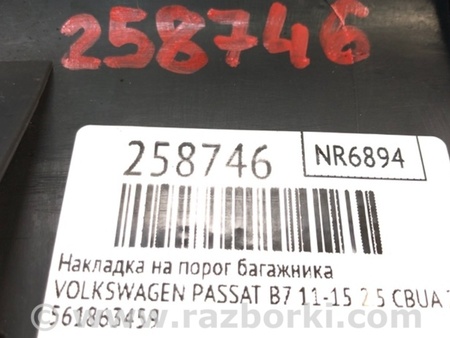 258746
258746
NR6894
Накладка на порог багажника
VOLKSWAGEN PASSAT B7 11-15 2.5 CBUA
561863459
www.razborki.com